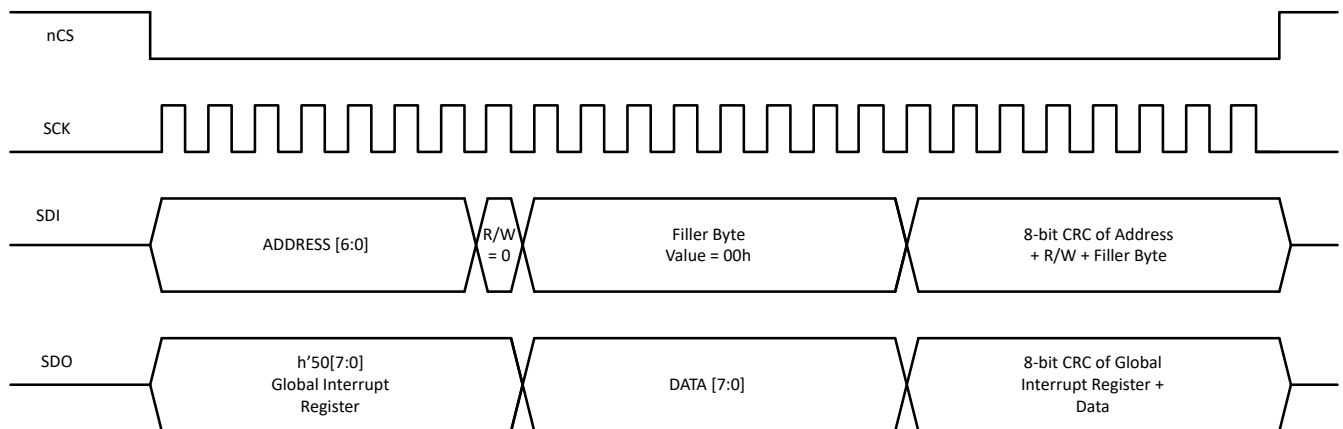 nCS
SCK
SDI
ADDRESS [6:0]
R/W
= 0
Filler Byte
Value = 00h
8-bit CRC of Address
+ R/W + Filler Byte
SDO
h’50[7:0]
Global Interrupt
Register
DATA [7:0]
8-bit CRC of Global
Interrupt Register +
Data